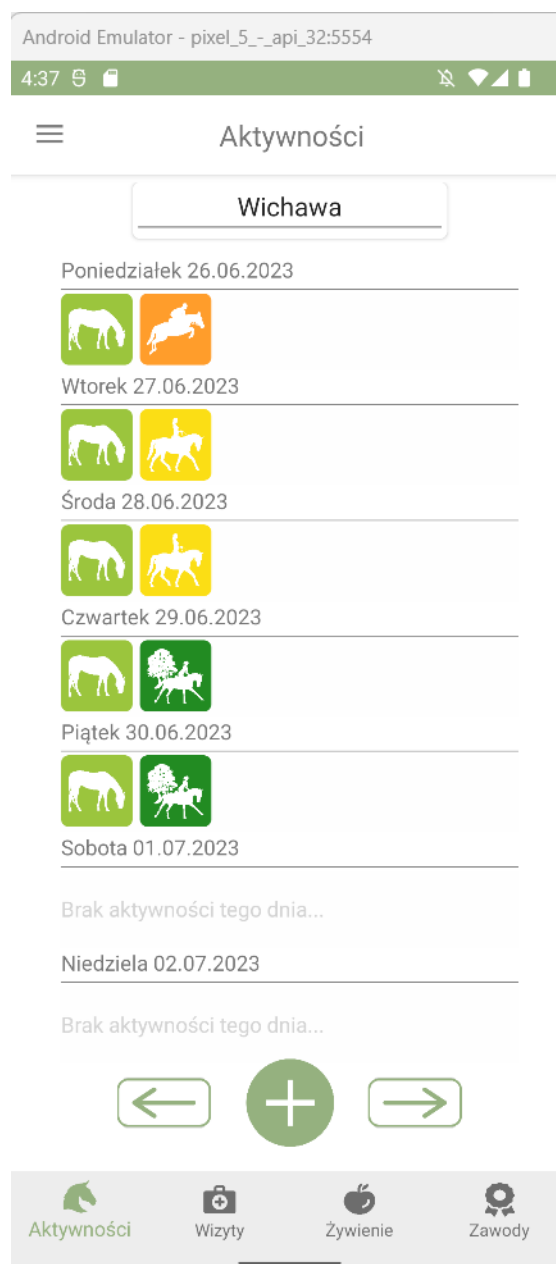 Android Emulator - pixel_5_-_api_32:5554
4:37
Aktywności
Wichawa
Poniedziałek 26.06.2023
Wtorek 27.06.2023
Środa 28.06.2023
Czwartek 29.06.2023
Piątek 30.06.2023
Sobota 01.07.2023
Brak aktywności tego dnia...
Niedziela 02.07.2023
Brak aktywności tego dnia...
Aktywności Wizyty Żywienie Zawody